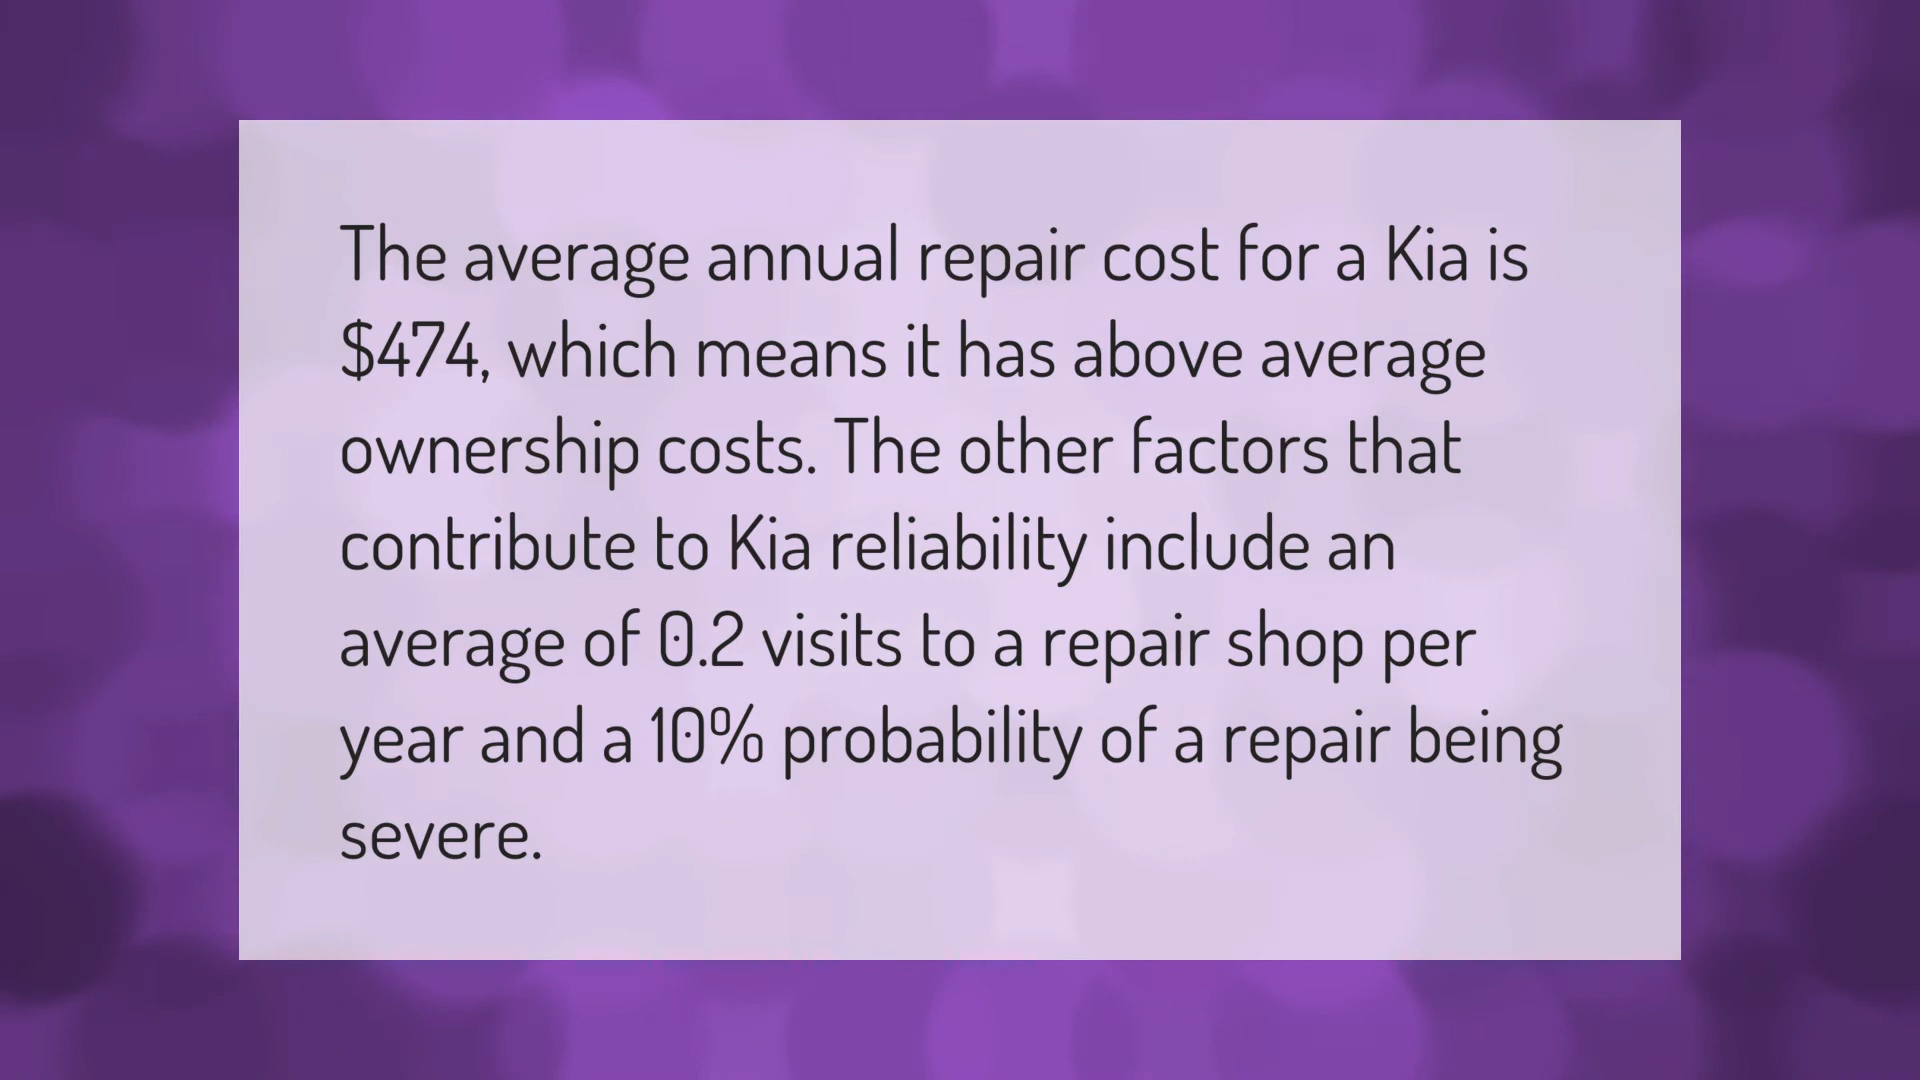 The average annual repair cost for a Kia is
$474, which means it has above average
ownership costs. The other factors that
contribute to Kia reliability include an
average of 0.2 visits to a repair shop per
year and a 10% probability of a repair being
severe.